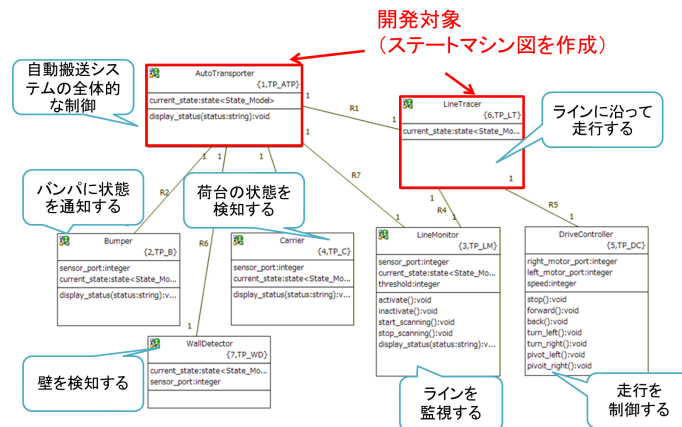 開発対象
（ステートマシン図を作成）
自動搬送シス
テムの全体的
な制御
AutoTransporter
{1,TP_ATP}
current_state:state<State_Model>
display_status(status:string):void
1
1
1
1
1
R1
1
LineTracer
{6,TP_LT}
current_state:state<State_Mo...
1
1
ラインに沿って
走行する
バンパに状態
を通知する
R2
荷台の状態を
検知する
R7
R4
R5
1
R6
1
1
1
1
Bumper
{2,TP_B}
sensor_port:integer
current_state:state<State_Mo...
display_status(status:string):v...
Carrier
{4,TP_C}
sensor_port:integer
current_state:state<State_Mo...
display_status(status:string):v...
LineMonitor
{3,TP_LM}
sensor_port:integer
current_state:state<State_Mo...
threshold:integer
activate():void
inactivate():void
start_scanning():void
stop_scanning():void
display_status(status:string):v...
DriveController
{5,TP_DC}
right_motor_port:integer
left_motor_port:integer
speed:integer
stop():void
forward():void
back():void
turn_left():void
turn_right():void
pivot_left():void
pivoit_right():void
1
WallDetector
{7,TP_WD}
current_state:state<State_Mo...
sensor_port:integer
壁を検知する
ラインを
監視する
走行を
制御する